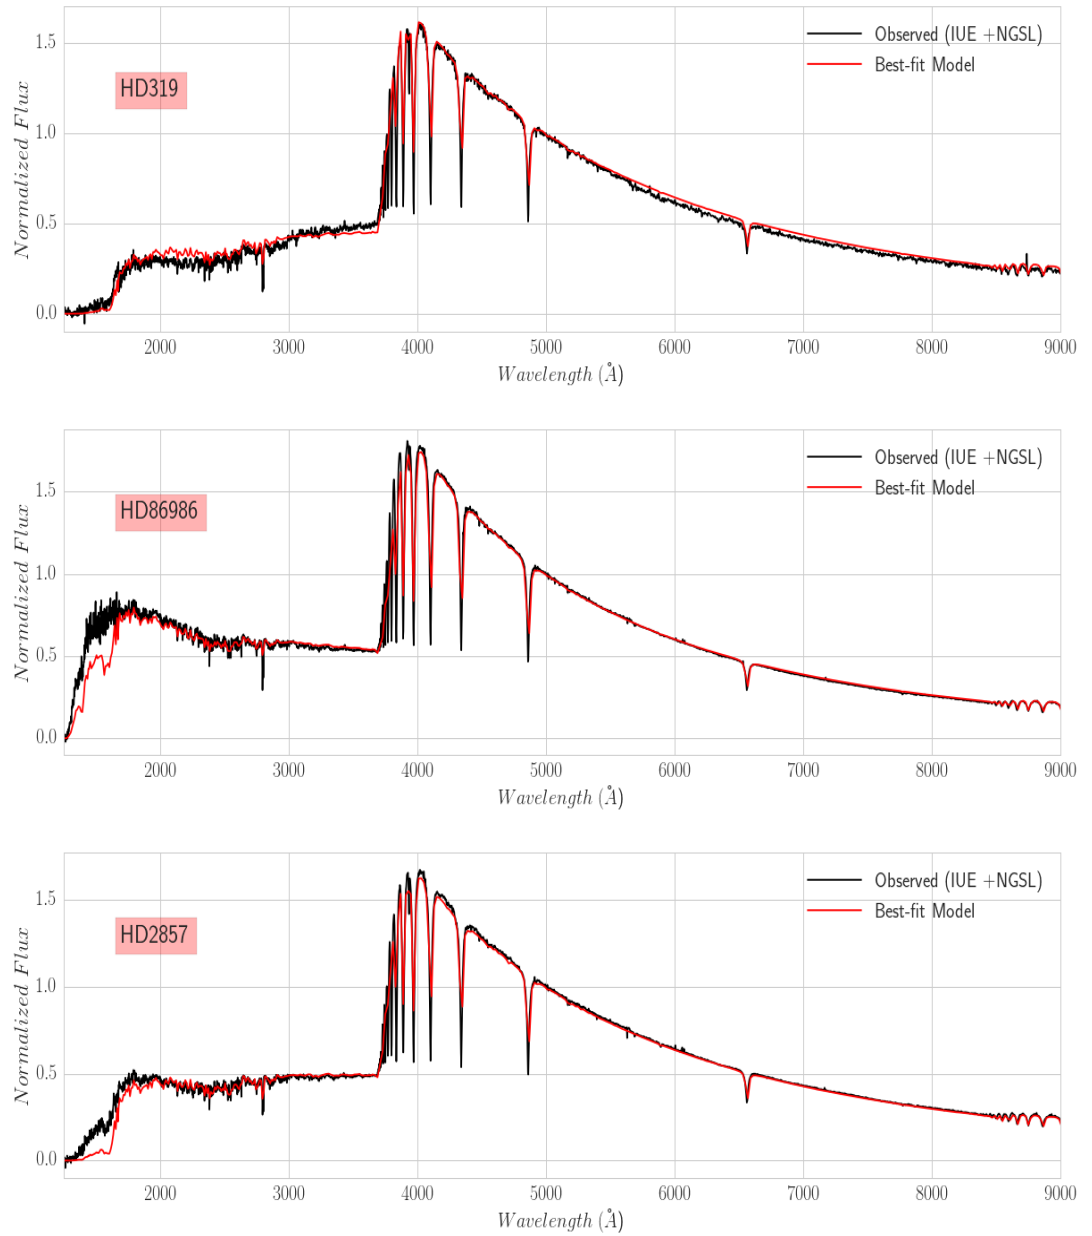 1.5
1.0
0.5
0.0
Normalized Flux
HD319
Observed (IUE +NGSL)
Best-fit Model
2000 3000 4000 5000 6000 7000 8000 9000
Wavelength (Å)
1.5
1.0
0.5
0.0
Normalized Flux
HD86986
Observed (IUE +NGSL)
Best-fit Model
2000 3000 4000 5000 6000 7000 8000 9000
Wavelength (Å)
1.5
1.0
0.5
0.0
Normalized Flux
HD2857
Observed (IUE +NGSL)
Best-fit Model
2000 3000 4000 5000 6000 7000 8000 9000
Wavelength (Å)